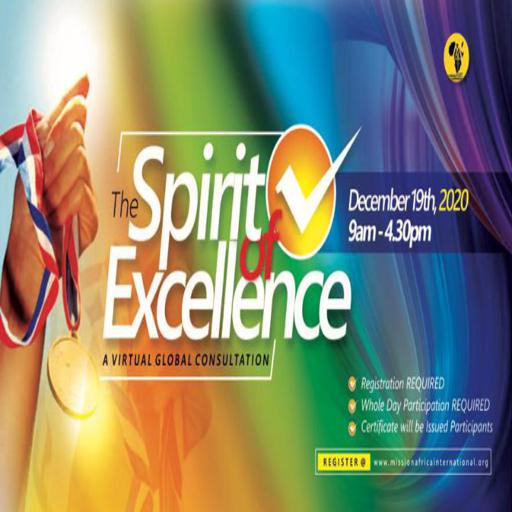 The
Spirit
of
Excellence
A VIRTUAL GLOBAL CONSULTATION
December 19th, 2020
9am - 4.30pm
Registration REQUIRED
Whole Day Participation REQUIRED
Certificate will be Issued Participants
REGISTER @ www.missionafricainternational.org